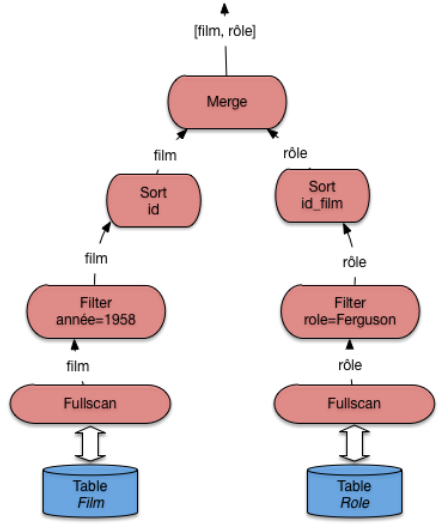 [film, rôle]
Merge
film
rôle
Sort
id
Sort
id_film
film
rôle
Filter
année=1958
Filter
role=Ferguson
film
rôle
Fullscan
Fullscan
Table
Film
Table
Role